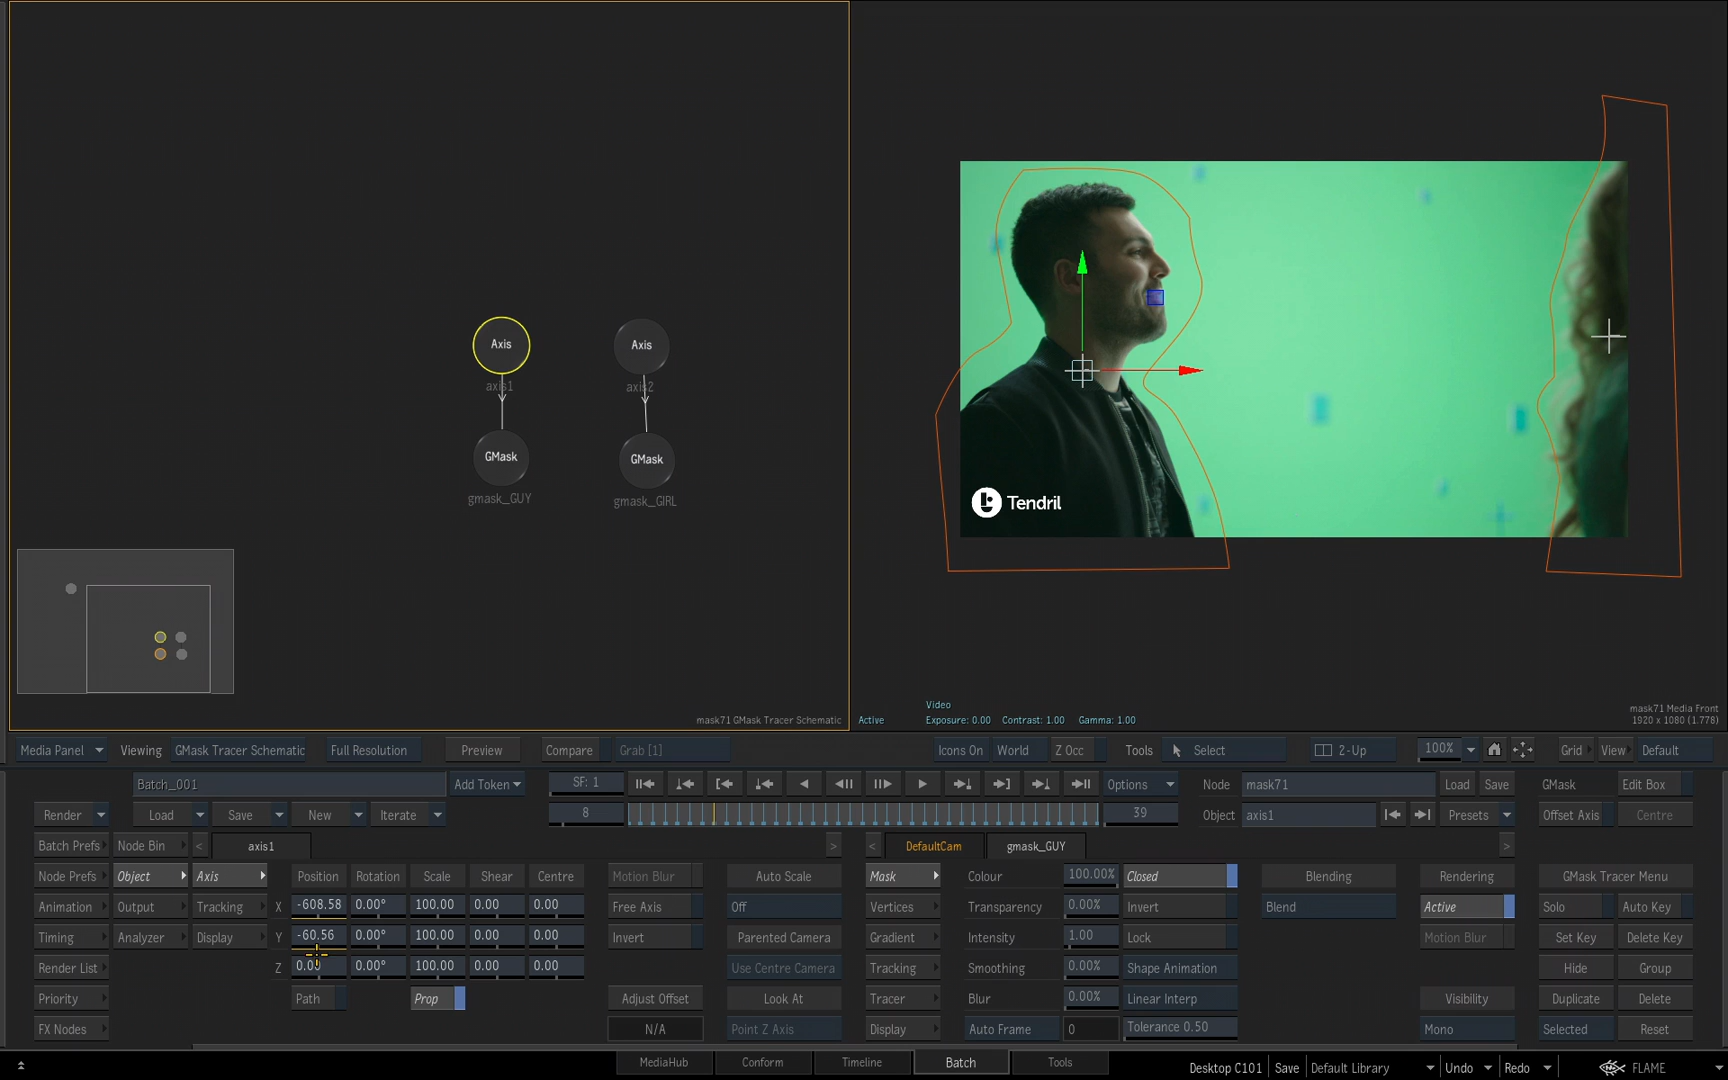 Axis
axis1
Axis
axis2
GMask
gmask_GUY
GMask
gmask_GIRL
mask71 GMask Tracer Schematic
Tendril
Video
Active
Exposure: 0.00
Contrast: 1.00
Gamma: 1.00
mask71 Media Front
1920 x 1080 (1.778)
Media Panel
Viewing
GMask Tracer Schematic
Full Resolution
Preview
Compare
Grab [1]
Icons On
World
Z Occ
Tools
Select
2-Up
100%
Grid
View
Default
Batch_001
Add Token
SF: 1
Options
Node
mask71
Load
Save
GMask
Edit Box
Render
Load
Save
New
Iterate
8
39
Object
axis1
Presets
Offset Axis
Centre
Batch Prefs
Node Bin
<
axis1
>
<
DefaultCam
gmask_GUY
>
Node Prefs
Object
Axis
Position
Rotation
Scale
Shear
Centre
Motion Blur
Auto Scale
Mask
Colour
100.00%
Closed
Blending
Rendering
GMask Tracer Menu
Animation
Output
Tracking
X
-608.58
0.00°
100.00
0.00
0.00
Free Axis
Off
Vertices
Transparency
0.00%
Invert
Blend
Active
Solo
Auto Key
Timing
Analyzer
Display
Y
-60.56
0.00°
100.00
0.00
0.00
Invert
Parented Camera
Gradient
Intensity
1.00
Lock
Motion Blur
Set Key
Delete Key
Render List
Z
0.00
0.00°
100.00
0.00
0.00
Use Centre Camera
Tracking
Smoothing
0.00%
Shape Animation
Hide
Group
Priority
Path
Prop
Adjust Offset
Look At
Tracer
Blur
0.00%
Linear Interp
Visibility
Duplicate
Delete
FX Nodes
N/A
Point Z Axis
Display
Auto Frame
0
Tolerance 0.50
Mono
Selected
Reset
MediaHub
Conform
Timeline
Batch
Tools
Desktop C101
Save
Default Library
Undo
Redo
FLAME